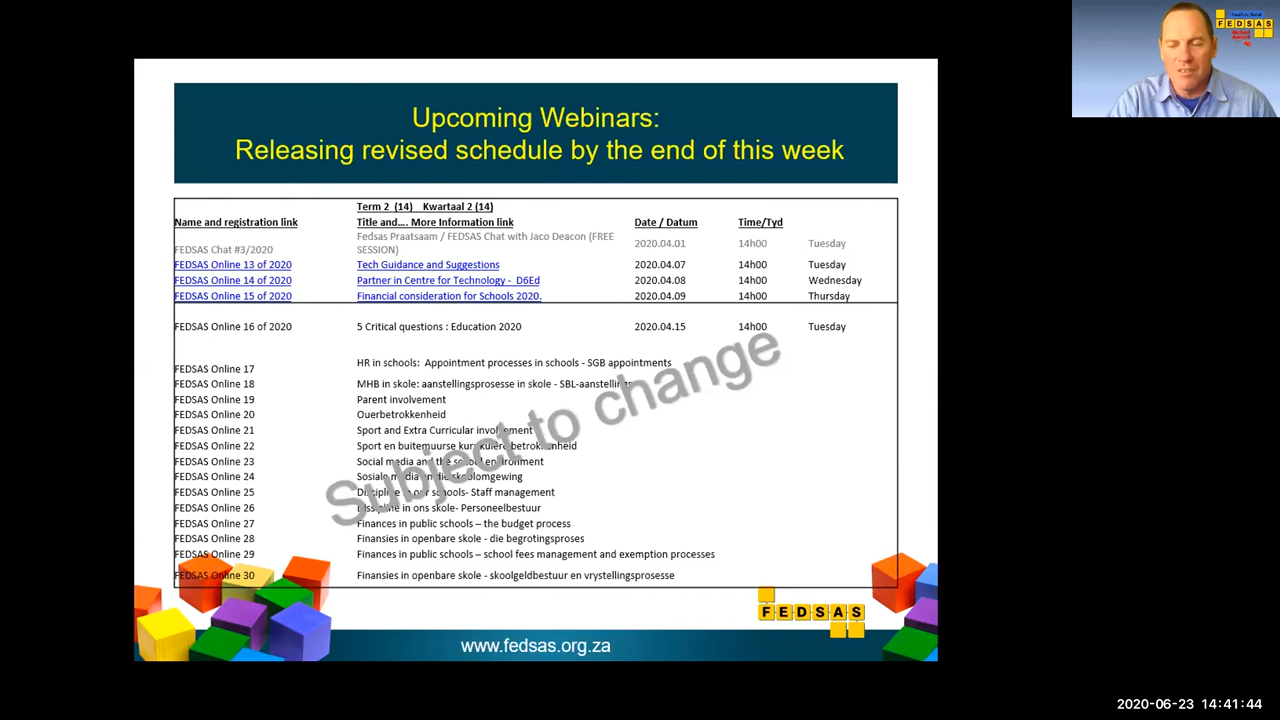 FEDSAS
Upcoming Webinars:
Releasing revised schedule by the end of this week
Term 2 (14) Kwartaal 2 (14)
Name and registration link Title and.... More Information link Date / Datum Time/Tyd
FEDSAS Chat #3/2020 Fedsas Praatsaam / FEDSAS Chat with Jaco Deacon (FREE SESSION) 2020.04.01 14h00 Tuesday
FEDSAS Online 13 of 2020 Tech Guidance and Suggestions 2020.04.07 14h00 Tuesday
FEDSAS Online 14 of 2020 Partner in Centre for Technology - D6Ed 2020.04.08 14h00 Wednesday
FEDSAS Online 15 of 2020 Financial consideration for Schools 2020. 2020.04.09 14h00 Thursday
FEDSAS Online 16 of 2020 5 Critical questions : Education 2020 2020.04.15 14h00 Tuesday
FEDSAS Online 17 HR in schools: Appointment processes in schools - SGB appointments
FEDSAS Online 18 MHB in skole: aanstellingsprosesse in skole - SBL-aanstellings
FEDSAS Online 19 Parent involvement
FEDSAS Online 20 Ouerbetrokkenheid
FEDSAS Online 21 Sport and Extra Curricular involvement
FEDSAS Online 22 Sport en buitemuurse kurrikulêre betrokkenheid
FEDSAS Online 23 Social media and the school environment
FEDSAS Online 24 Sosiale media en die skoolomgewing
FEDSAS Online 25 Discipline in our schools- Staff management
FEDSAS Online 26 Dissipline in ons skole- Personeelbestuur
FEDSAS Online 27 Finances in public schools – the budget process
FEDSAS Online 28 Finansies in openbare skole - die begrotingsproses
FEDSAS Online 29 Finances in public schools – school fees management and exemption processes
FEDSAS Online 30 Finansies in openbare skole - skoolgeldbestuur en vrystellingsprosesse
Subject to change
FEDSAS
www.fedsas.org.za
2020-06-23 14:41:44